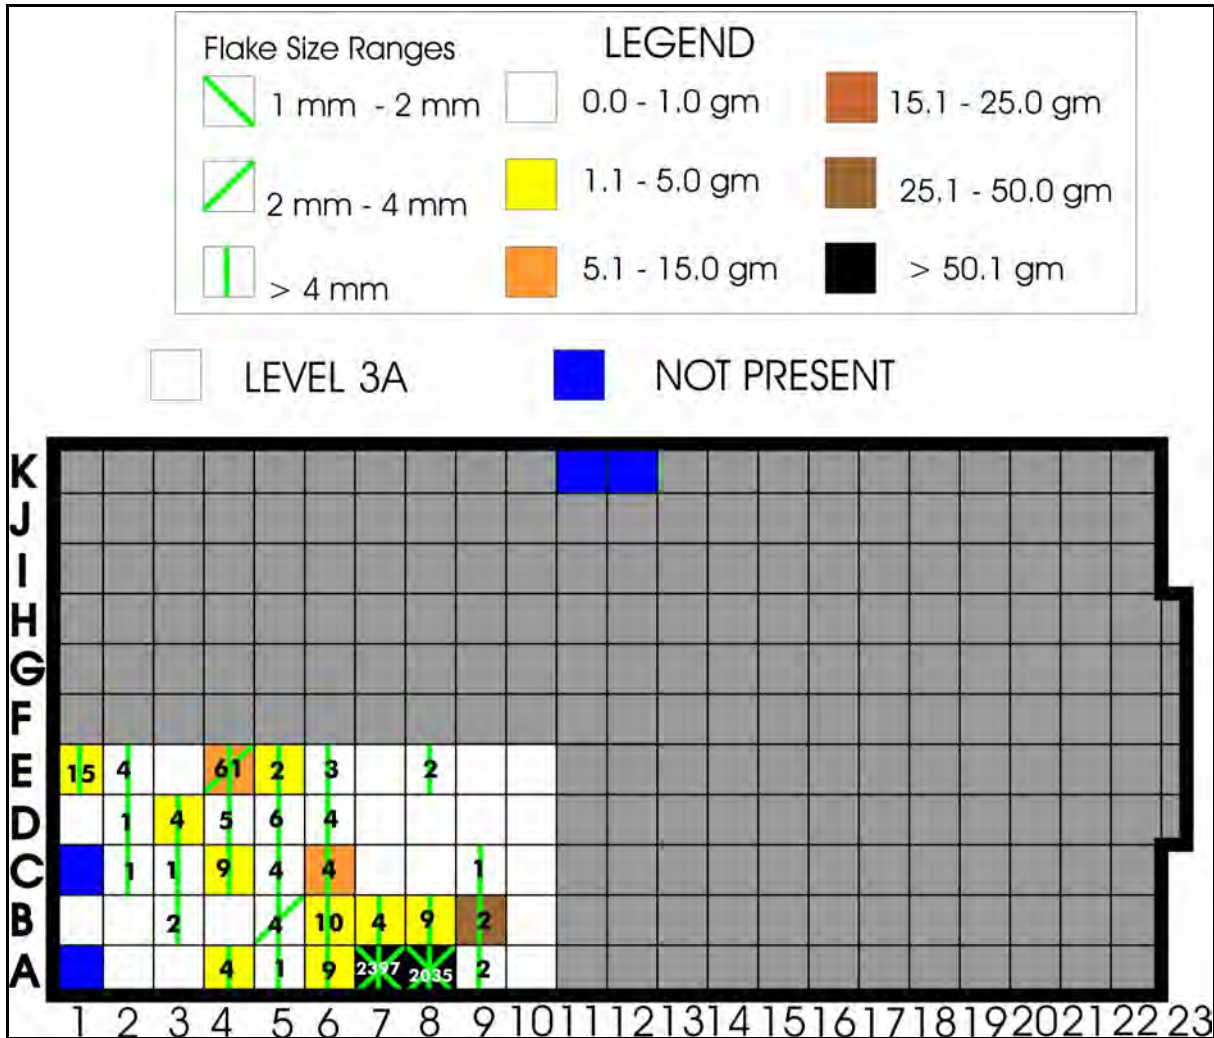 LEGEND
Flake Size Ranges
1 mm - 2 mm 0.0 - 1.0 gm 15.1 - 25.0 gm
2 mm - 4 mm 1.1 - 5.0 gm 25.1 - 50.0 gm
> 4 mm 5.1 - 15.0 gm > 50.1 gm
LEVEL 3A NOT PRESENT
K
J
I
H
G
F
E 15 4 61 2 3 2
D 1 4 5 6 4
C 1 1 9 4 4 1
B 2 4 10 4 9 2
A 4 1 9 2397 2035 2
1 2 3 4 5 6 7 8 9 10 11 12 13 14 15 16 17 18 19 20 21 22 23